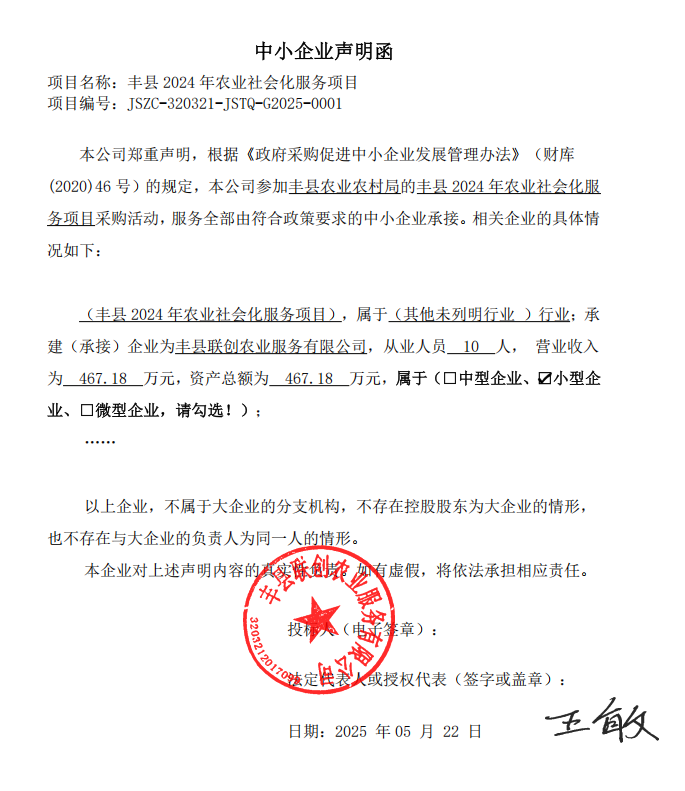 中小企业声明函
项目名称：丰县 2024 年农业社会化服务项目
项目编号：JSZC-320321-JSTQ-G2025-0001
本公司郑重声明，根据《政府采购促进中小企业发展管理办法》（财库
(2020)46 号）的规定，本公司参加丰县农业农村局的丰县 2024 年农业社会化服
务项目采购活动，服务全部由符合政策要求的中小企业承接。相关企业的具体情
况如下：
（丰县 2024 年农业社会化服务项目），属于（其他未列明行业 ）行业；承
建（承接）企业为丰县联创农业服务有限公司，从业人员 10 人， 营业收入
为 467.18 万元，资产总额为 467.18 万元，属于（☐中型企业、☑小型企
业、☐微型企业，请勾选！）；
……
以上企业，不属于大企业的分支机构，不存在控股股东为大企业的情形，
也不存在与大企业的负责人为同一人的情形。
本企业对上述声明内容的真实性负责。如有虚假，将依法承担相应责任。
联创农业服务有限公司
投标人（电子签章）：
法定代表人或授权代表（签字或盖章）：
王敏
日期：2025 年 05 月 22 日